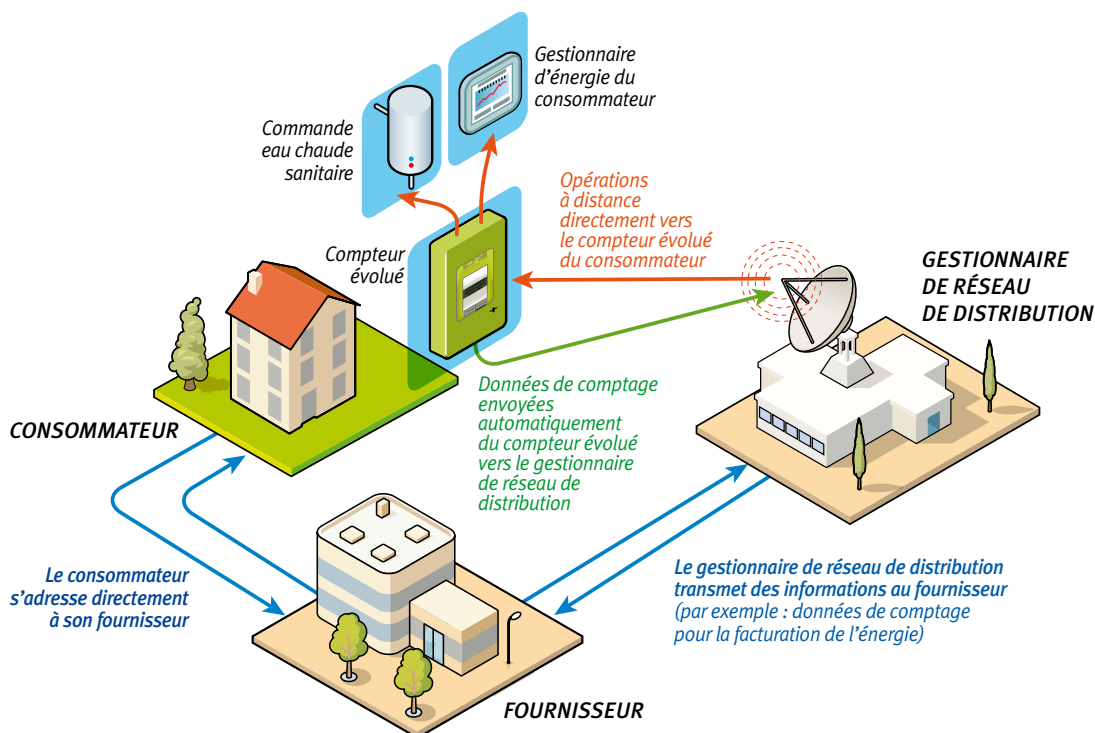 Gestionnaire
d'énergie du
consommateur
Commande
eau chaude
sanitaire
Opérations
à distance
directement vers
le compteur évolué
du consommateur
Compteur
évolué
GESTIONNAIRE
DE RÉSEAU
DE DISTRIBUTION
Données de comptage
envoyées
automatiquement
du compteur évolué
vers le gestionnaire
de réseau de
distribution
CONSOMMATEUR
Le consommateur
s'adresse directement
à son fournisseur
Le gestionnaire de réseau de distribution
transmet des informations au fournisseur
(par exemple : données de comptage
pour la facturation de l'énergie)
FOURNISSEUR